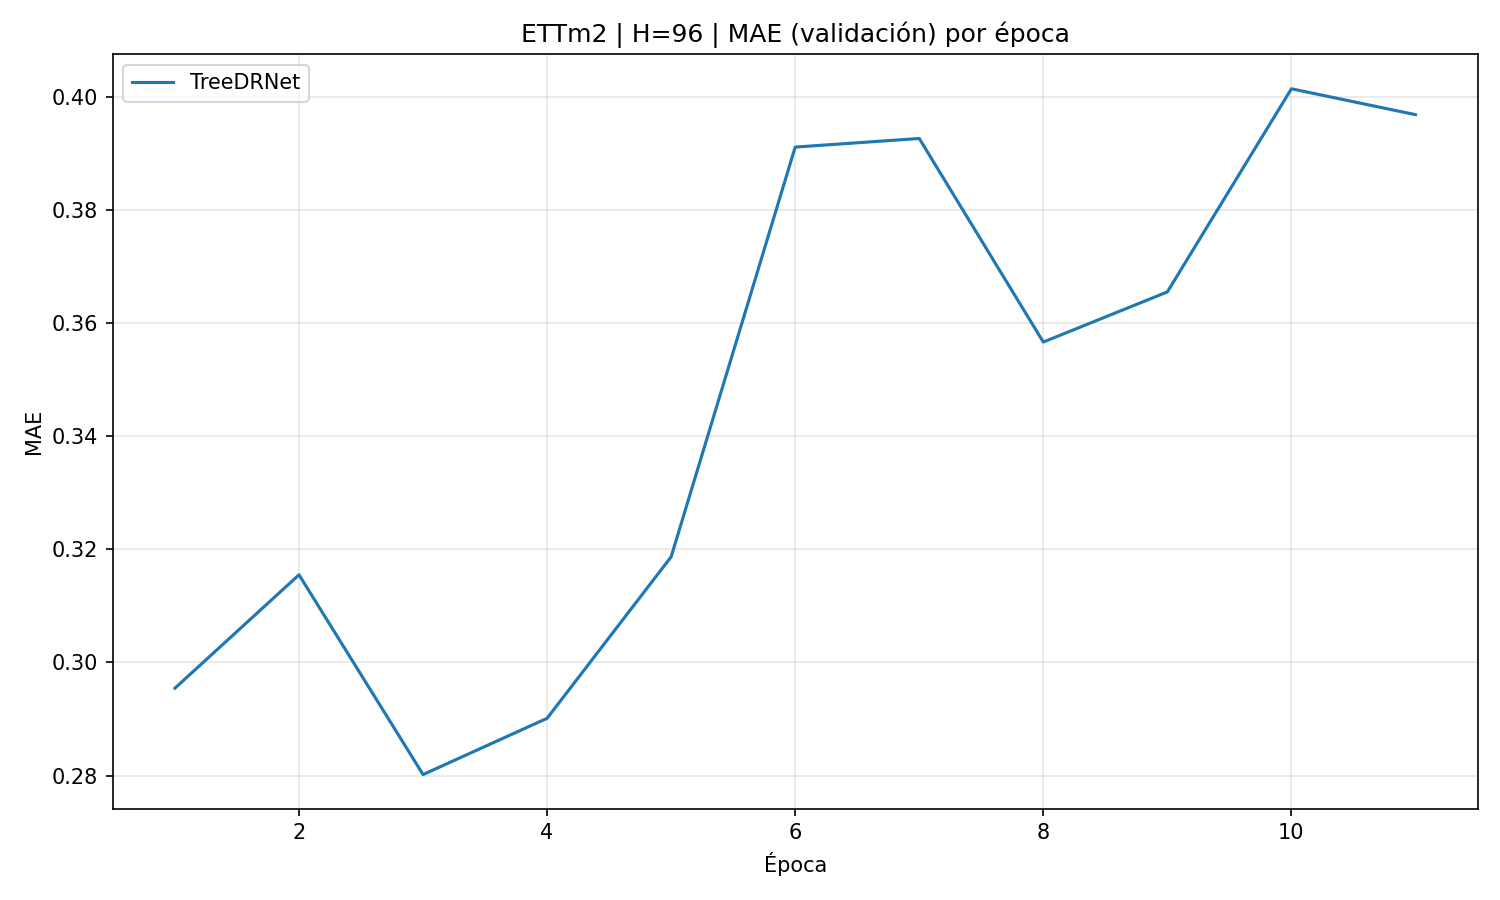 ETTm2 | H=96 | MAE (validación) por época
TreeDRNet
0.40
0.38
0.36
0.34
0.32
0.30
0.28
MAE
2 4 6 8 10
Época